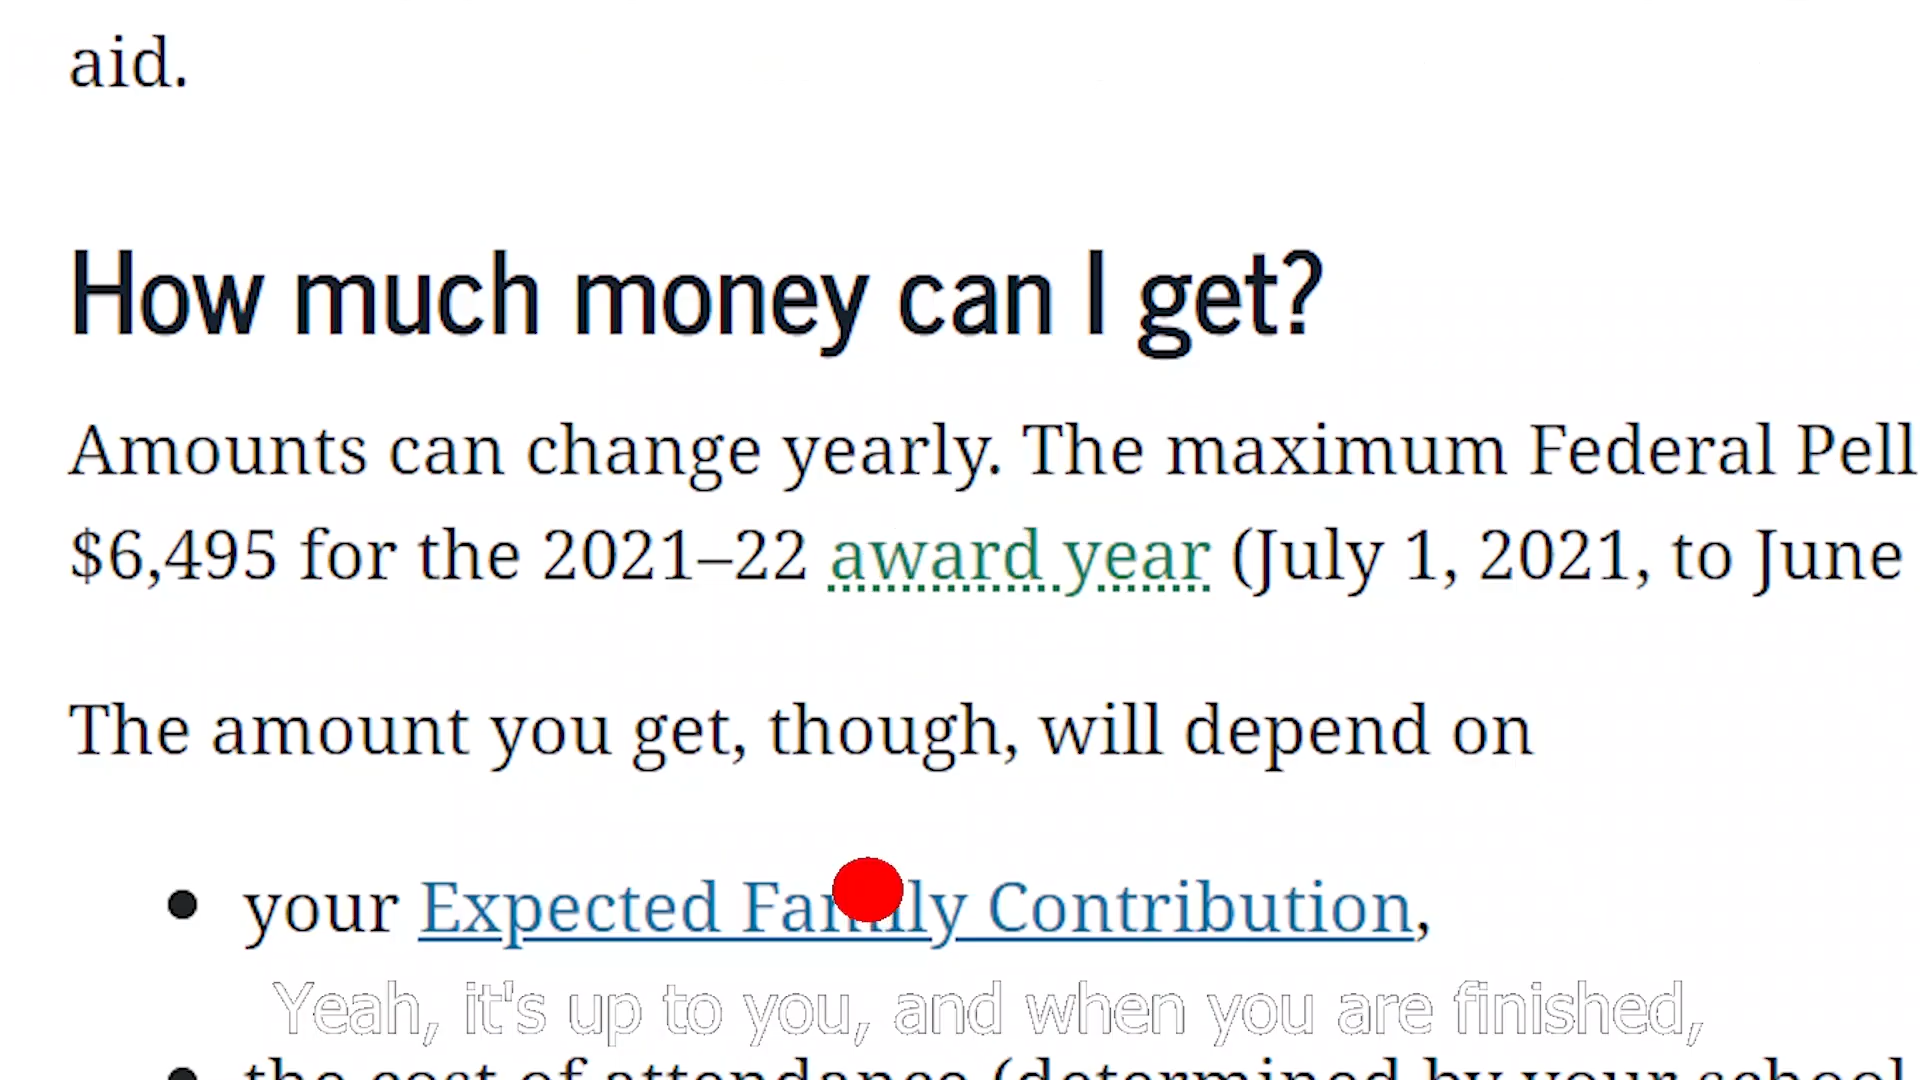 aid.
How much money can I get?
Amounts can change yearly. The maximum Federal Pell
$6,495 for the 2021–22 award year (July 1, 2021, to June
The amount you get, though, will depend on
• your Expected Family Contribution,
Yeah, it's up to you, and when you are finished,
• the cost of attendance (determined by your school